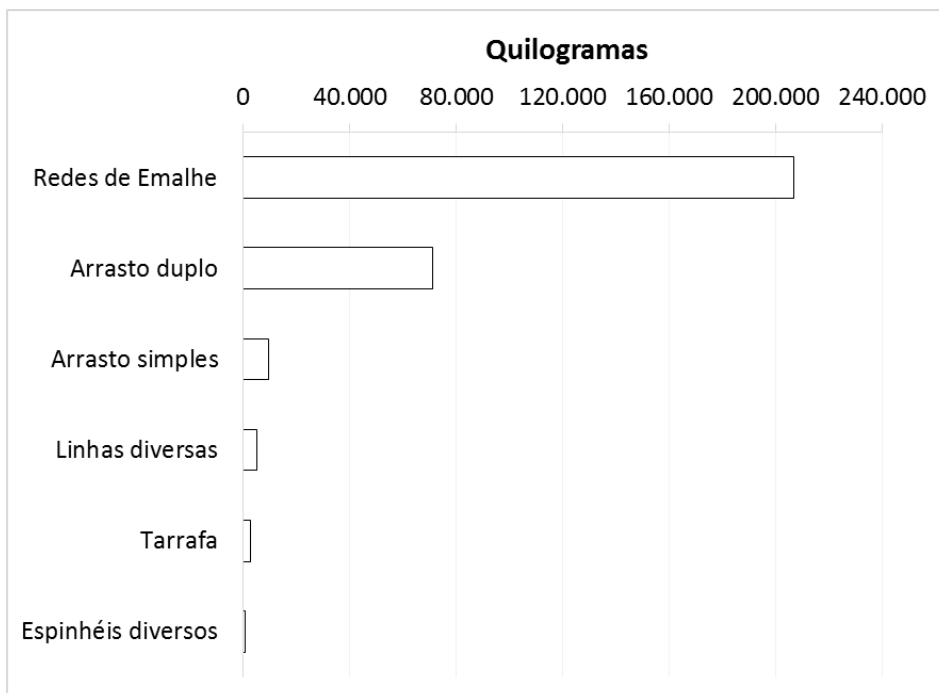 Quilogramas
0 40.000 80.000 120.000 160.000 200.000 240.000
Redes de Emalhe
Arrasto duplo
Arrasto simples
Linhas diversas
Tarrafa
Espinhéis diversos